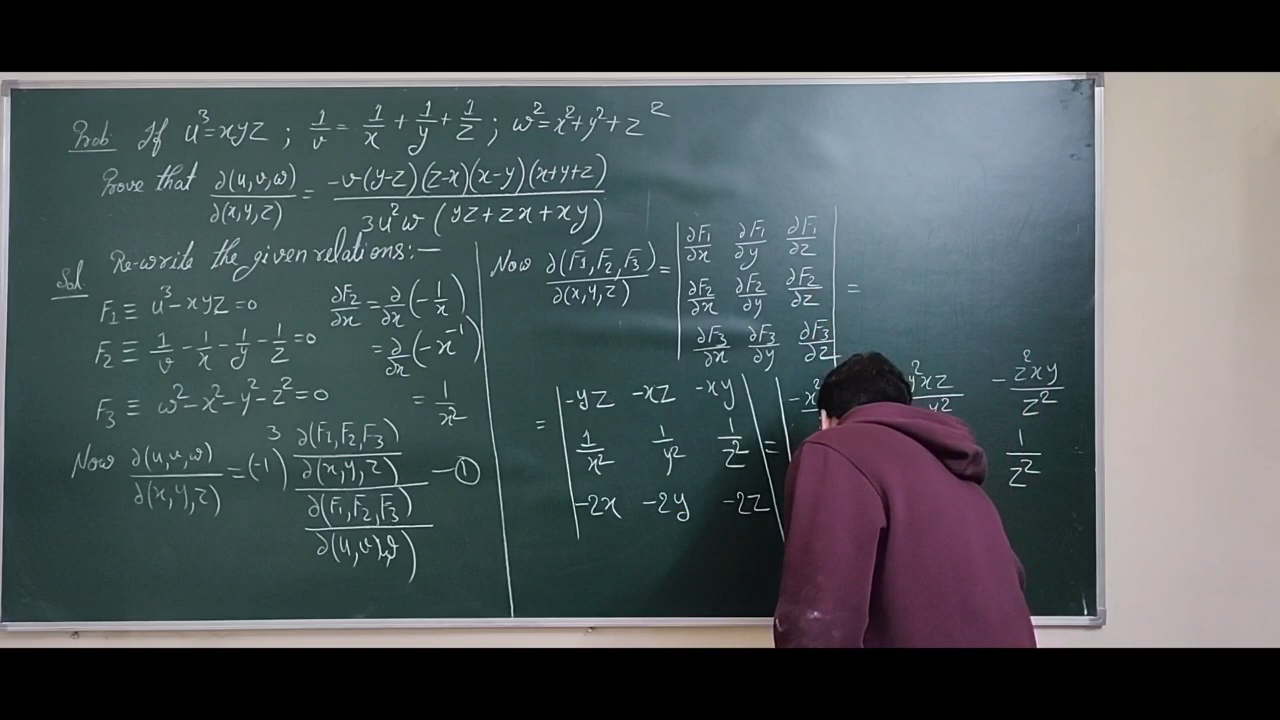 Prob. If u³=xyz ; 1/v = 1/x + 1/y + 1/z ; w²=x²+y²+z²
Prove that ∂(u,v,w)/∂(x,y,z) = -v(y-z)(z-x)(x-y)(x+y+z) / 3u²w (yz+zx+xy)
Sol. Re-write the given relations:—
F₁ ≡ u³-xyz=0
F₂ ≡ 1/v - 1/x - 1/y - 1/z =0
F₃ ≡ w²-x²-y²-z²=0
∂F₂/∂x = ∂/∂x (-1/x)
= ∂/∂x (-x⁻¹)
= 1/x²
Now ∂(u,v,w)/∂(x,y,z) = (-1)³ ∂(F₁,F₂,F₃)/∂(x,y,z) / ∂(F₁,F₂,F₃)/∂(u,v,w) —①
Now ∂(F₁,F₂,F₃)/∂(x,y,z) = | ∂F₁/∂x ∂F₁/∂y ∂F₁/∂z
∂F₂/∂x ∂F₂/∂y ∂F₂/∂z
∂F₃/∂x ∂F₃/∂y ∂F₃/∂z | =
= | -yz -xz -xy
1/x² 1/y² 1/z²
-2x -2y -2z |
= | -x² y²xz/y² -z²xy/z²
1/z²